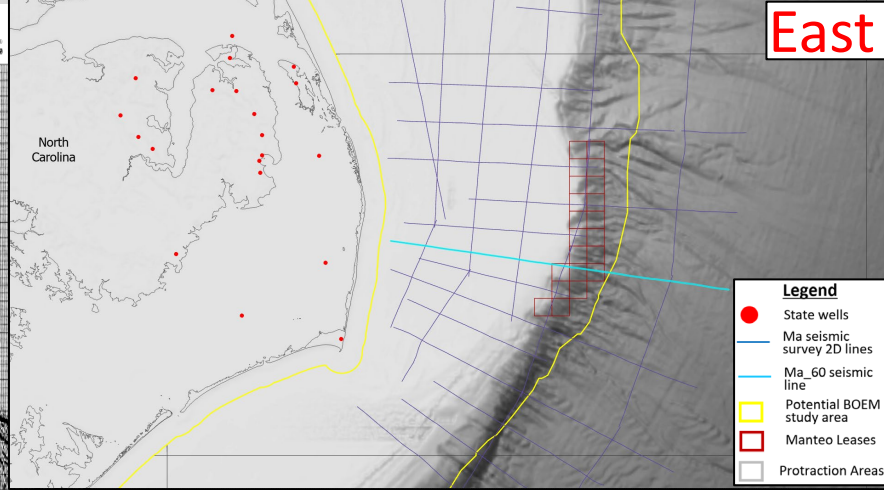 East
North
Carolina
Legend
State wells
Ma seismic
survey 2D lines
Ma_60 seismic
line
Potential BOEM
study area
Manteo Leases
Protraction Areas